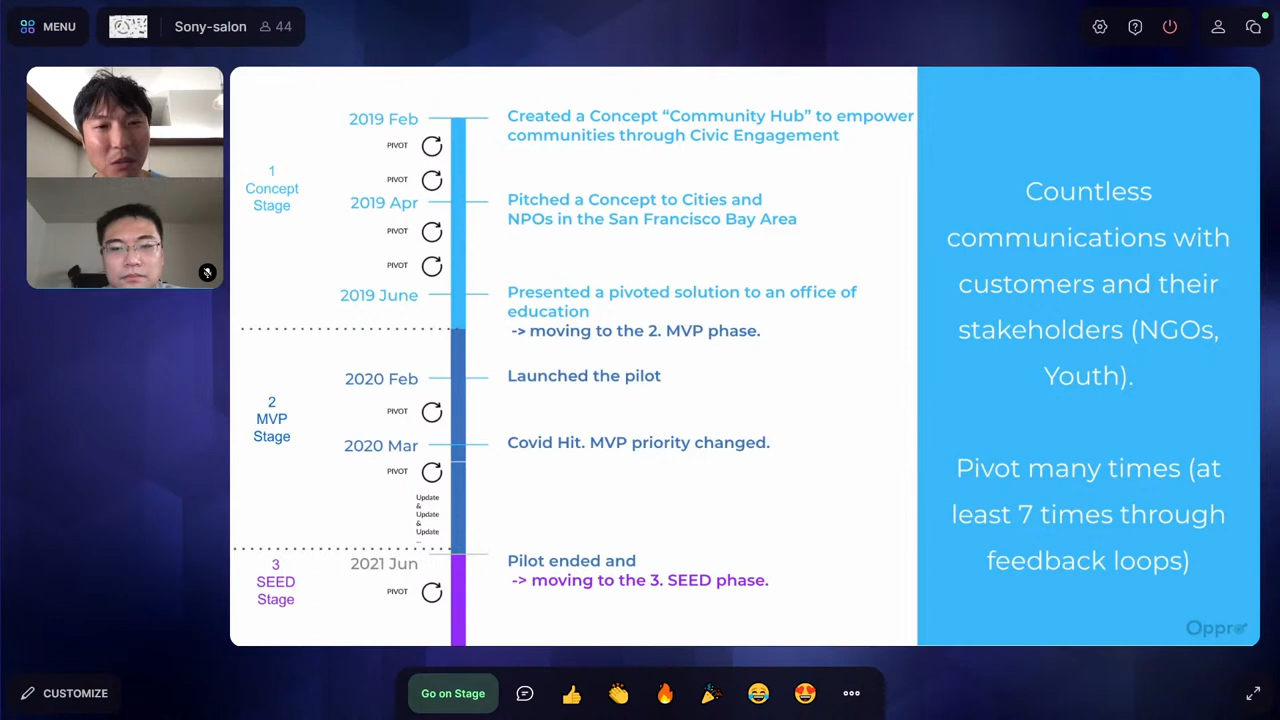 MENU
Sony-salon
44
2019 Feb
Created a Concept “Community Hub” to empower
communities through Civic Engagement
PIVOT
PIVOT
1
Concept
Stage
2019 Apr
Pitched a Concept to Cities and
NPOs in the San Francisco Bay Area
PIVOT
PIVOT
2019 June
Presented a pivoted solution to an office of
education
-> moving to the 2. MVP phase.
2020 Feb
Launched the pilot
2
MVP
Stage
PIVOT
2020 Mar
Covid Hit. MVP priority changed.
PIVOT
Update
&
Update
&
Update
...
2021 Jun
Pilot ended and
-> moving to the 3. SEED phase.
3
SEED
Stage
PIVOT
Countless
communications with
customers and their
stakeholders (NGOs,
Youth).
Pivot many times (at
least 7 times through
feedback loops)
Oppro
CUSTOMIZE
Go on Stage